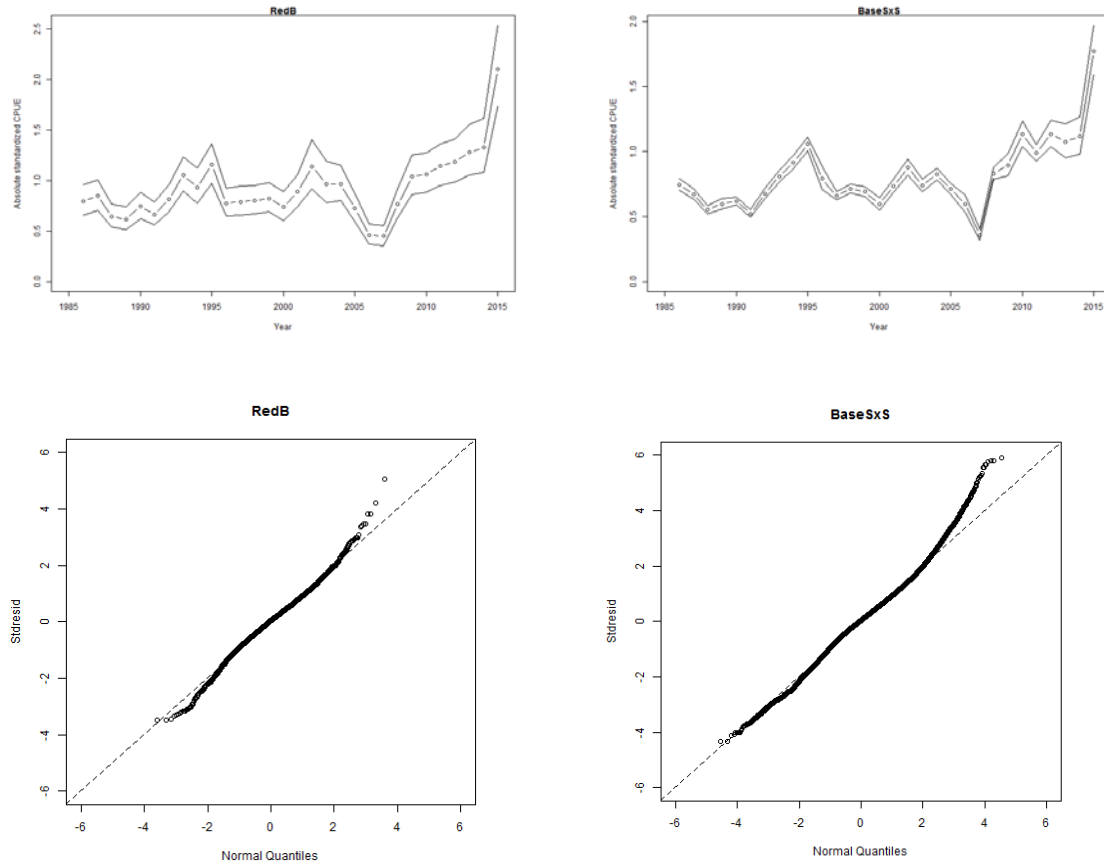 RedB
Absolute standardized CPUE
2.5
2.0
1.5
1.0
0.5
0.0
1985 1990 1995 2000 2005 2010 2015
Year
BaseSxS
Absolute standardized CPUE
2.0
1.5
1.0
0.5
0.0
1985 1990 1995 2000 2005 2010 2015
Year
RedB
Stdresid
6
4
2
0
-2
-4
-6
-6 -4 -2 0 2 4 6
Normal Quantiles
BaseSxS
Stdresid
6
4
2
0
-2
-4
-6
-6 -4 -2 0 2 4 6
Normal Quantiles